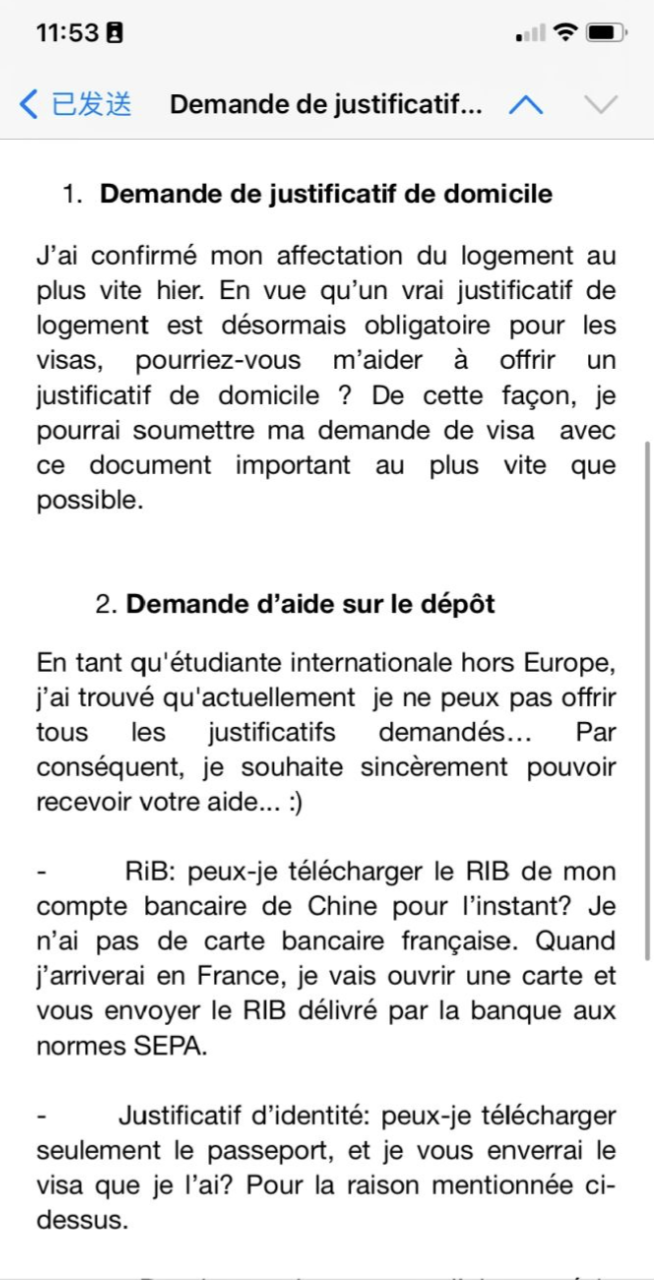 11:53
已发送 Demande de justificatif...
1. Demande de justificatif de domicile
J’ai confirmé mon affectation du logement au
plus vite hier. En vue qu’un vrai justificatif de
logement est désormais obligatoire pour les
visas, pourriez-vous m’aider à offrir un
justificatif de domicile ? De cette façon, je
pourrai soumettre ma demande de visa avec
ce document important au plus vite que
possible.
2. Demande d’aide sur le dépôt
En tant qu'étudiante internationale hors Europe,
j’ai trouvé qu'actuellement je ne peux pas offrir
tous les justificatifs demandés... Par
conséquent, je souhaite sincèrement pouvoir
recevoir votre aide... :)
- RiB: peux-je télécharger le RIB de mon
compte bancaire de Chine pour l’instant? Je
n’ai pas de carte bancaire française. Quand
j’arriverai en France, je vais ouvrir une carte et
vous envoyer le RIB délivré par la banque aux
normes SEPA.
- Justificatif d’identité: peux-je télécharger
seulement le passeport, et je vous enverrai le
visa que je l’ai? Pour la raison mentionnée ci-
dessus.